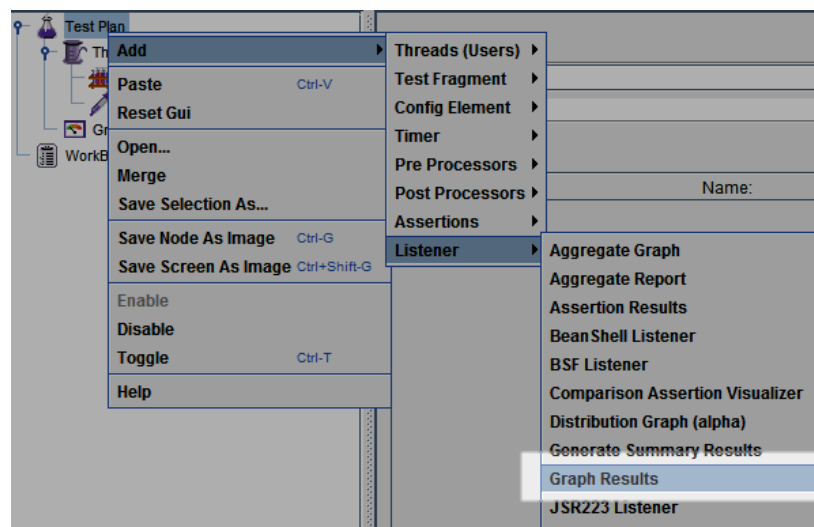 Test Plan
Th
Gr
WorkB
Add
Paste Ctrl-V
Reset Gui
Open...
Merge
Save Selection As...
Save Node As Image Ctrl-G
Save Screen As Image Ctrl+Shift-G
Enable
Disable
Toggle Ctrl-T
Help
Threads (Users)
Test Fragment
Config Element
Timer
Pre Processors
Post Processors
Assertions
Listener
Name:
Aggregate Graph
Aggregate Report
Assertion Results
BeanShell Listener
BSF Listener
Comparison Assertion Visualizer
Distribution Graph (alpha)
Generate Summary Results
Graph Results
JSR223 Listener